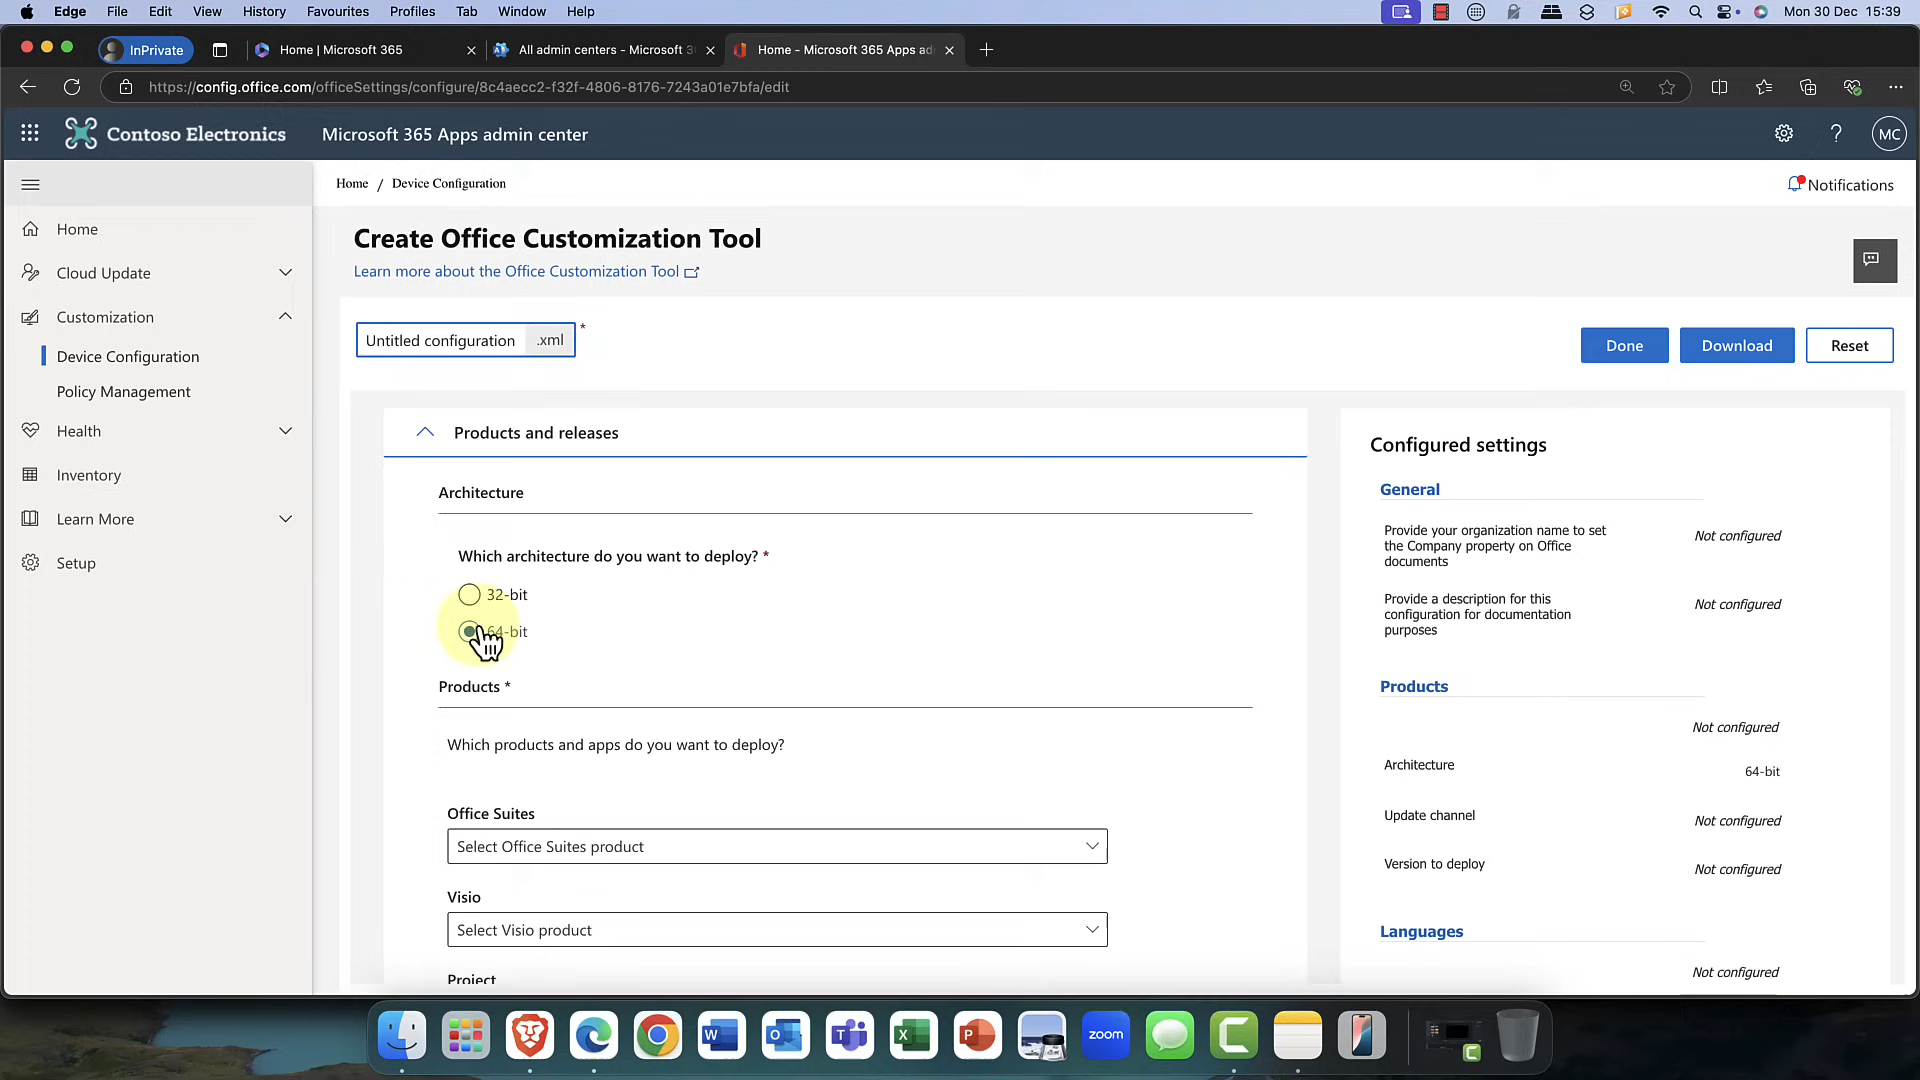 Edge File Edit View History Favourites Profiles Tab Window Help Mon 30 Dec 15:39
InPrivate Home | Microsoft 365 All admin centers - Microsoft 3 Home - Microsoft 365 Apps ad
https://config.office.com/officeSettings/configure/8c4aecc2-f32f-4806-8176-7243a01e7bfa/edit
Contoso Electronics Microsoft 365 Apps admin center ? MC
Home / Device Configuration Notifications
Home
Cloud Update
Customization
Device Configuration
Policy Management
Health
Inventory
Learn More
Setup
Create Office Customization Tool
Learn more about the Office Customization Tool
Untitled configuration .xml *
Done Download Reset
Products and releases
Architecture
Which architecture do you want to deploy? *
32-bit
64-bit
Products *
Which products and apps do you want to deploy?
Office Suites
Select Office Suites product
Visio
Select Visio product
Project
Configured settings
General
Provide your organization name to set
the Company property on Office
documents
Not configured
Provide a description for this
configuration for documentation
purposes
Not configured
Products
Not configured
Architecture 64-bit
Update channel Not configured
Version to deploy Not configured
Languages
Not configured
zoom